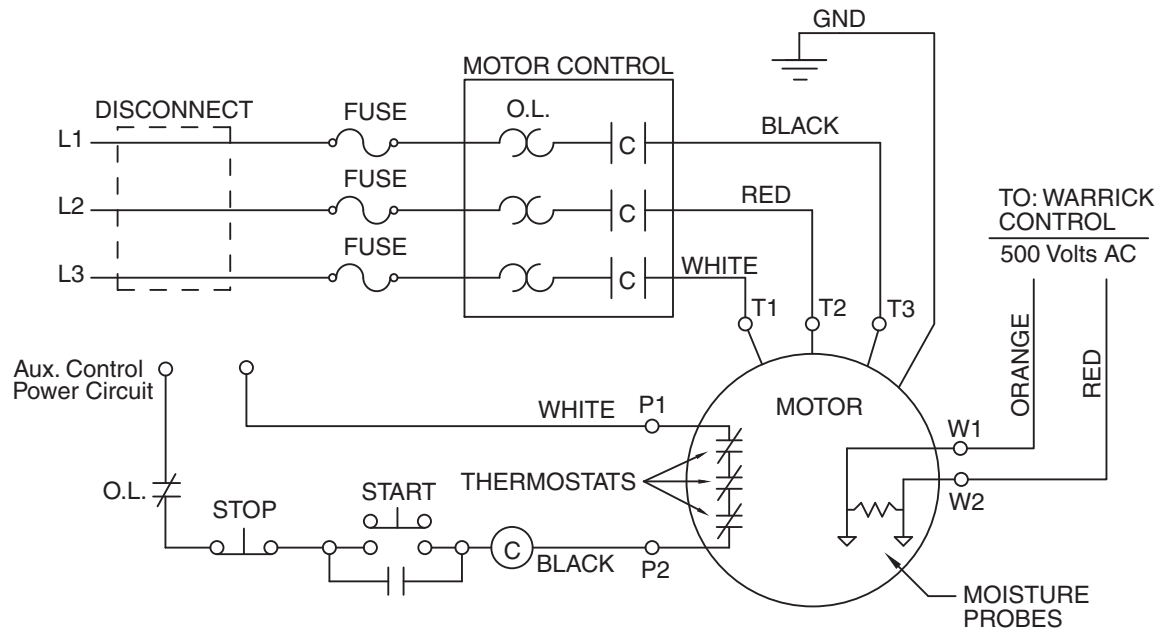 GND
MOTOR CONTROL
DISCONNECT
FUSE
O.L.
L1
C
BLACK
FUSE
L2
C
RED
TO: WARRICK
CONTROL
500 Volts AC
FUSE
L3
C
WHITE
T1
T2
T3
ORANGE
RED
Aux. Control
Power Circuit
WHITE
P1
MOTOR
W1
THERMOSTATS
O.L.
STOP
START
W2
C
BLACK
P2
MOISTURE
PROBES